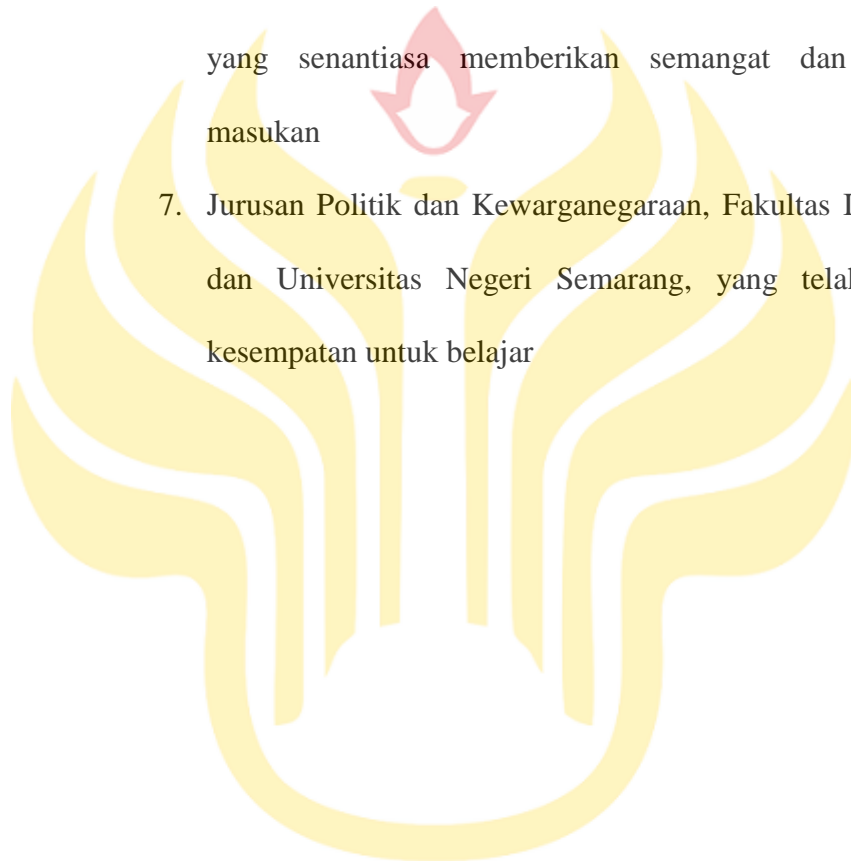 yang senantiasa memberikan semangat dan
masukan
7. Jurusan Politik dan Kewarganegaraan, Fakultas
dan Universitas Negeri Semarang, yang
kesempatan untuk belajar